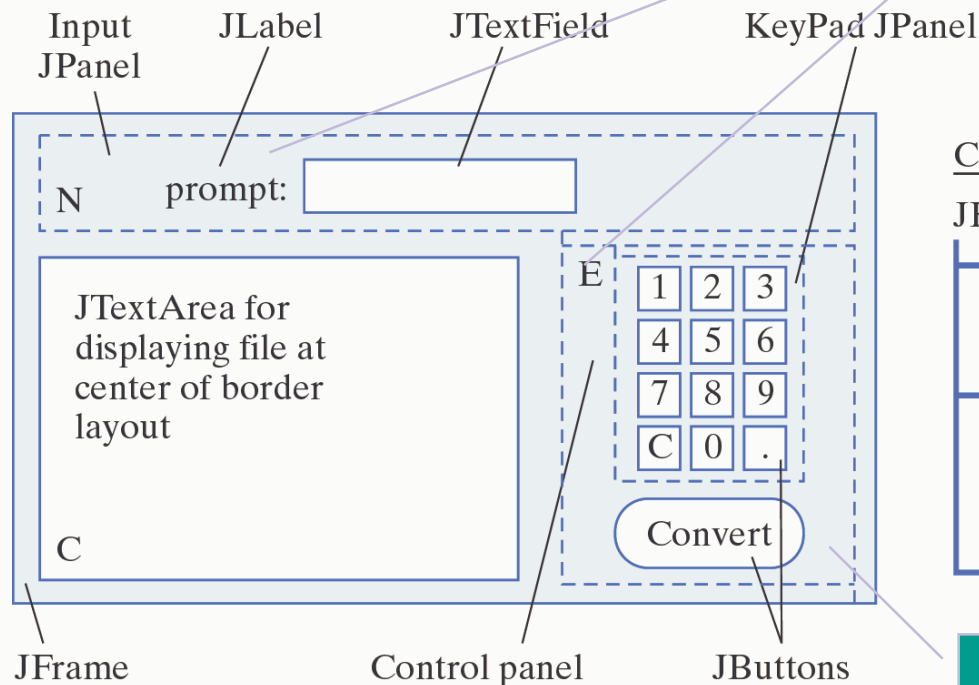 Input
JPanel
JLabel
JTextField
KeyPad JPanel
N
prompt:
E
1 2 3
4 5 6
7 8 9
C 0 .
JTextArea for
displaying file at
center of border
layout
C
Convert
JFrame
Control panel
JButtons